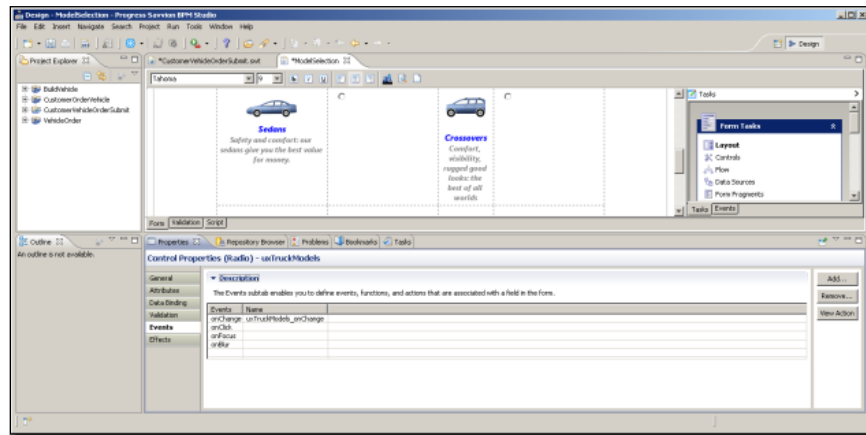 Design - ModelSelection - Progress Savvion BPM Studio
File Edit Insert Navigate Search Project Run Tools Window Help
Design
Project Explorer
*CustomerVehicleOrderSubmit.swt
*ModelSelection
Tahoma
9
BuildVehicle
CustomerOrderVehicle
CustomerVehicleOrderSubmit
VehicleOrder
Sedans
Safety and comfort: our
sedans give you the best value
for money.
Crossovers
Comfort,
visibility,
rugged good
looks: the
best of all
worlds
Form Validation Script
Tasks
Form Tasks
Layout
Controls
Flow
Data Sources
Form Fragments
Tasks Events
Outline
An outline is not available.
Properties Repository Browser Problems Bookmarks Tasks
Control Properties (Radio) - uxTruckModels
General
Attributes
Data Binding
Validation
Events
Effects
Description
The Events subtab enables you to define events, functions, and actions that are associated with a field in the form.
Events Name
onChange uxTruckModels_onChange
onClick
onFocus
onBlur
Add...
Remove...
View Action